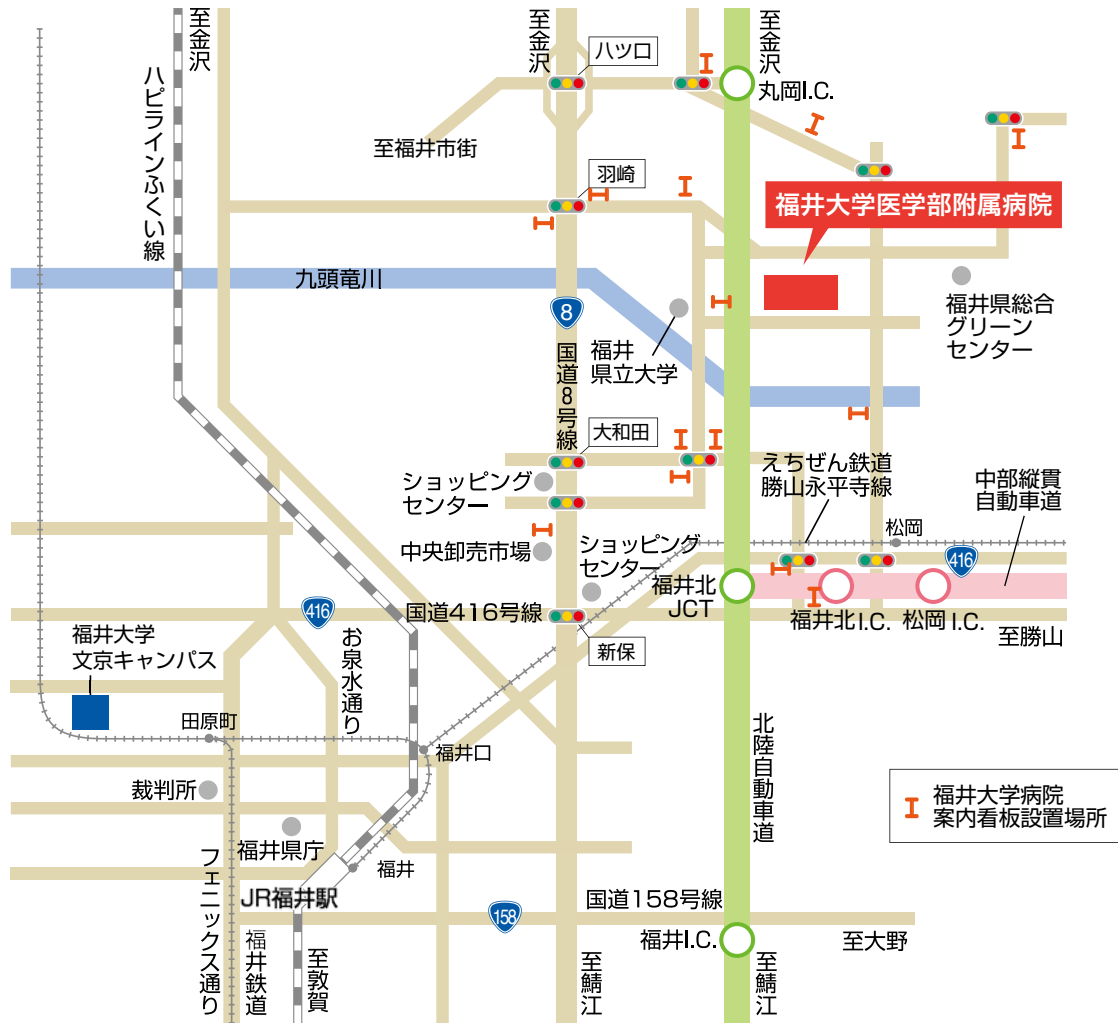 至金沢
至金沢
至金沢
八ツ口
丸岡I.C.
ハピラインふくい線
至福井市街
羽崎
福井大学医学部附属病院
九頭竜川
8
国道8号線
福井
県立大学
福井県総合
グリーン
センター
大和田
ショッピング
センター
えちぜん鉄道
勝山永平寺線
中部縦貫
自動車道
松岡
中央卸売市場
ショッピング
センター
416
福井北
JCT
福井北I.C.
松岡I.C.
至勝山
416
国道416号線
新保
福井大学
文京キャンパス
お泉水通り
田原町
福井口
北陸自動車道
裁判所
福井大学病院
案内看板設置場所
福井県庁
福井
フェニックス通り
JR福井駅
国道158号線
158
福井I.C.
至大野
福井鉄道
至敦賀
至鯖江
至鯖江